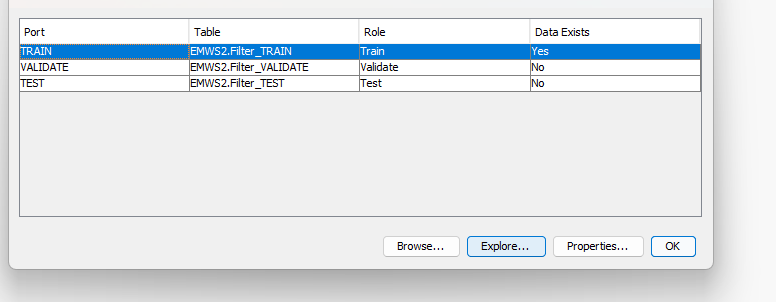 Port Table Role Data Exists
TRAIN EMWS2.Filter_TRAIN Train Yes
VALIDATE EMWS2.Filter_VALIDATE Validate No
TEST EMWS2.Filter_TEST Test No
Browse... Explore... Properties... OK